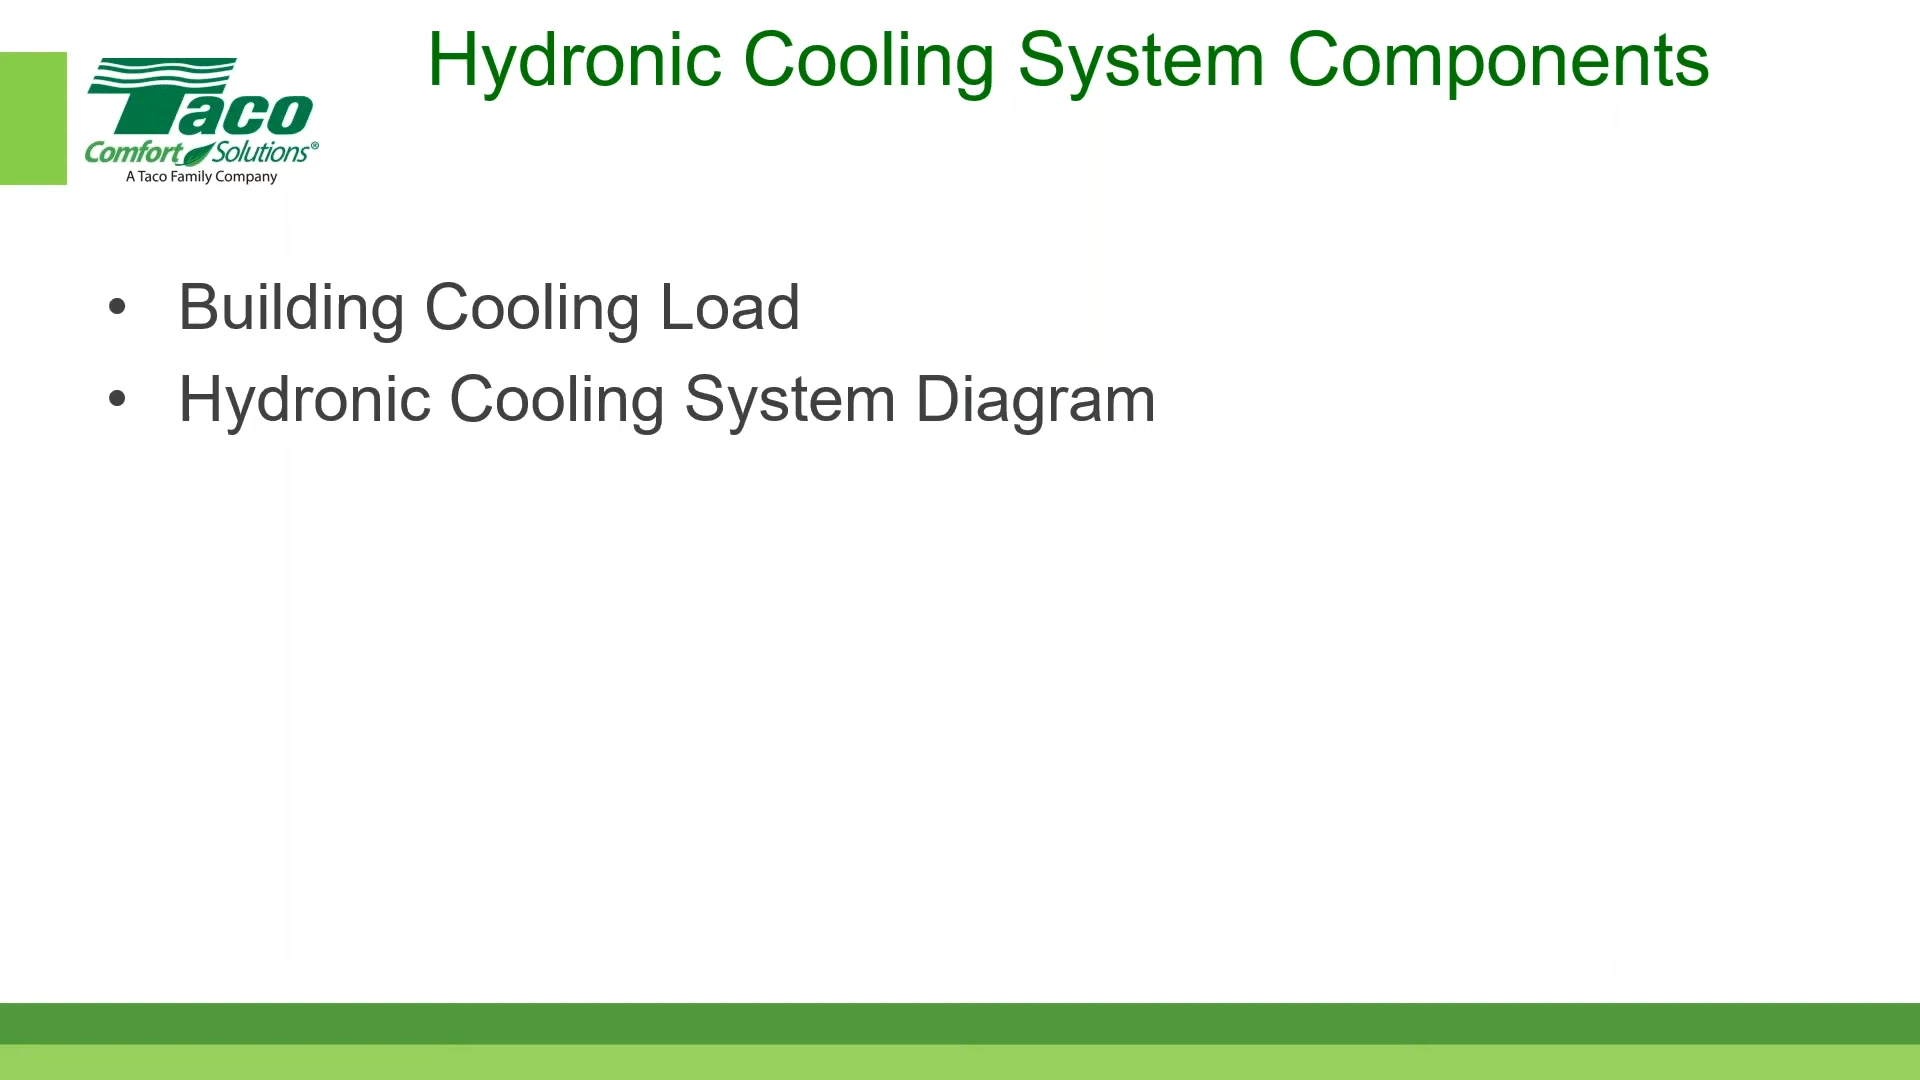 Hydronic Cooling System Components
Taco
Comfort Solutions®
A Taco Family Company
• Building Cooling Load
• Hydronic Cooling System Diagram